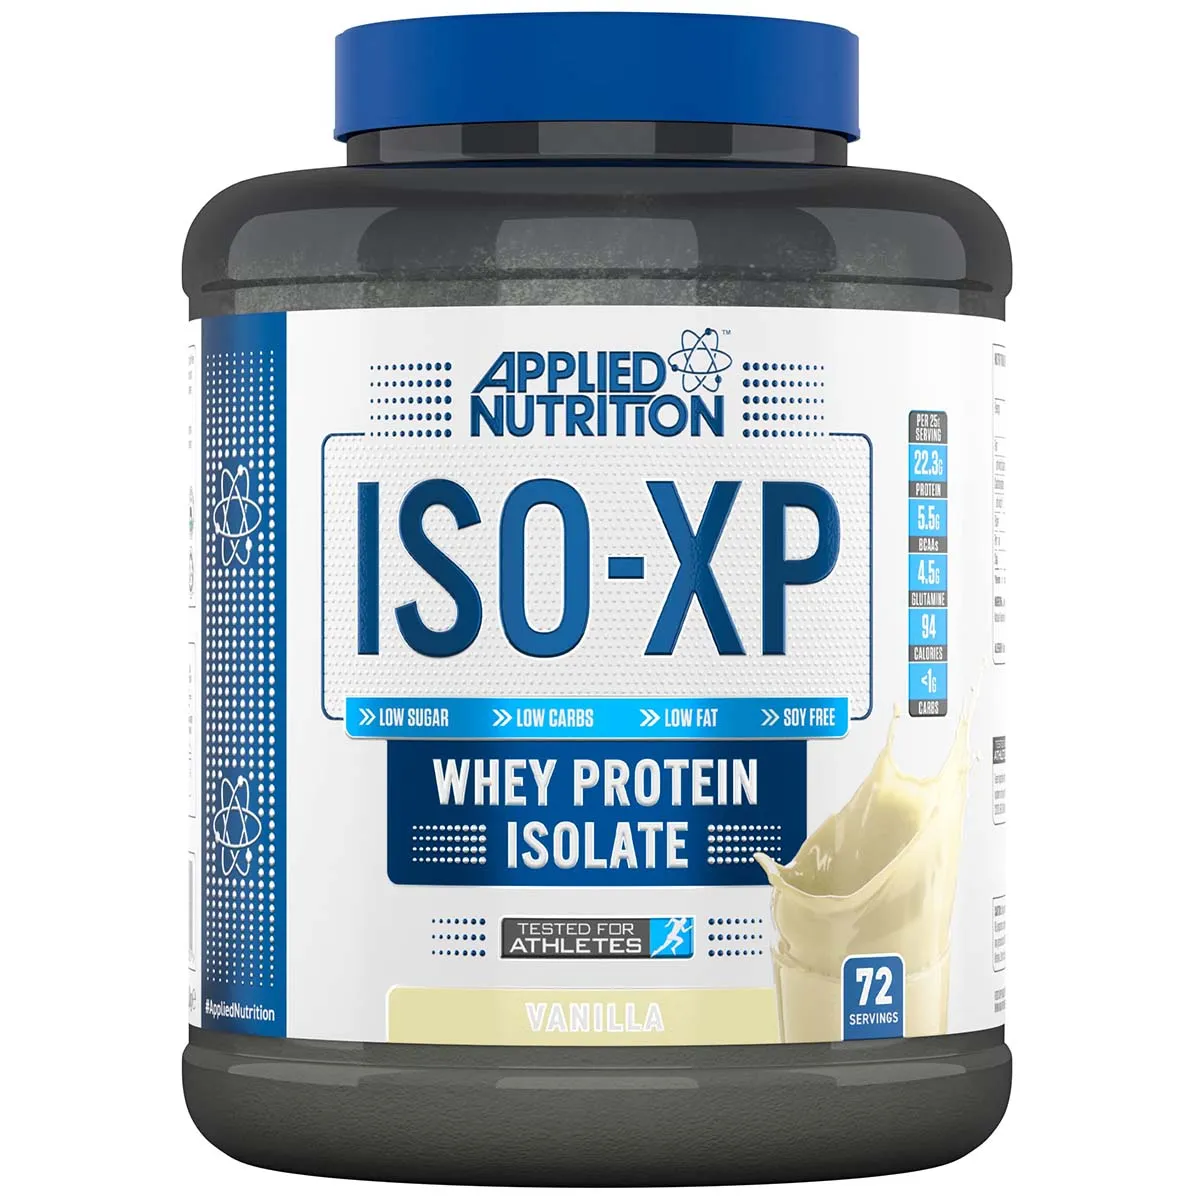 APPLIED
NUTRITION
™
ISO-XP
LOW SUGAR
LOW CARBS
LOW FAT
SOY FREE
WHEY PROTEIN
ISOLATE
TESTED FOR
ATHLETES
VANILLA
72
SERVINGS
PER 25G
SERVING
22.3G
PROTEIN
5.5G
BCAAs
4.5G
GLUTAMINE
94
CALORIES
<1G
CARBS
#AppliedNutrition